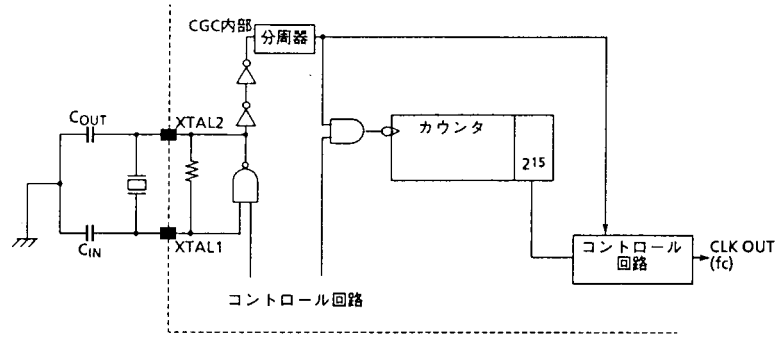 CGC内部
分周器
COUT
XTAL2
カウンタ
215
XTAL1
CIN
コントロール
回路
CLK OUT
(fc)
コントロール回路